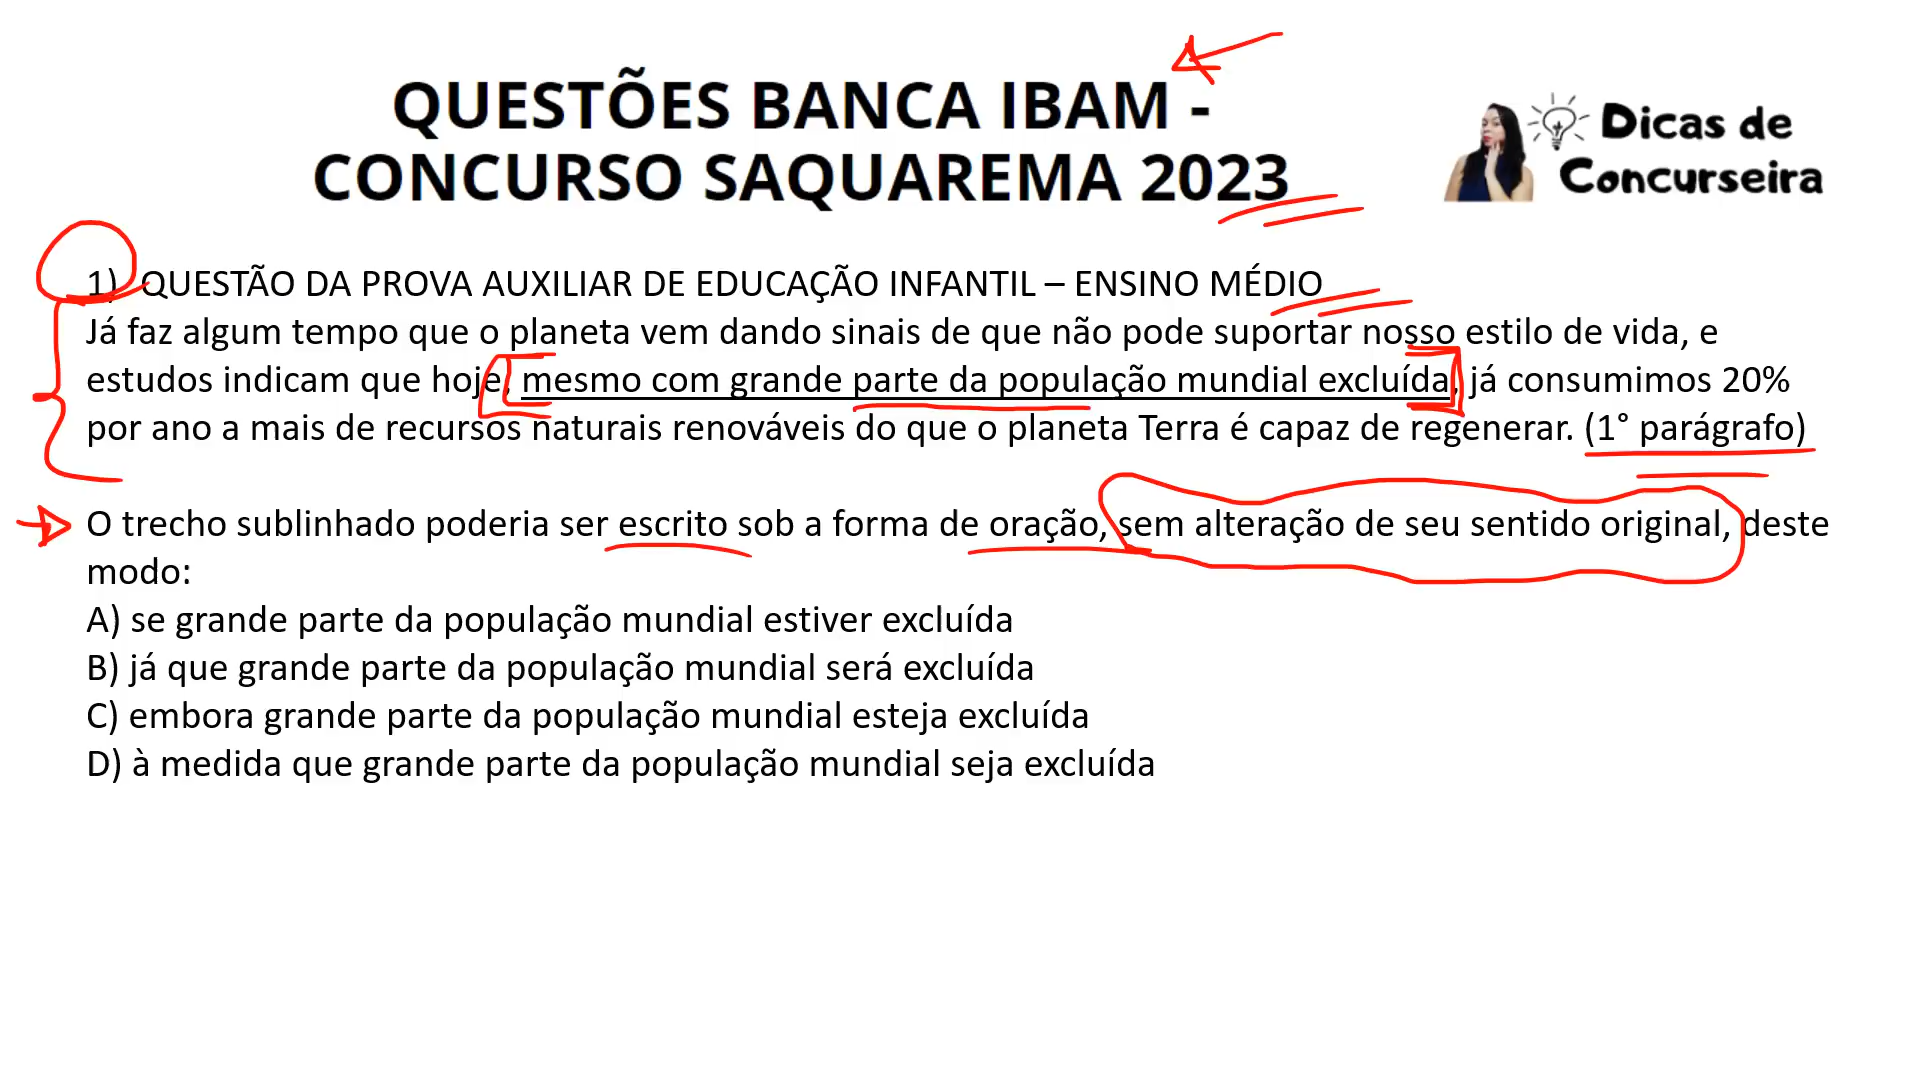 QUESTÕES BANCA IBAM -
CONCURSO SAQUAREMA 2023
Dicas de
Concurseira
1) QUESTÃO DA PROVA AUXILIAR DE EDUCAÇÃO INFANTIL – ENSINO MÉDIO
Já faz algum tempo que o planeta vem dando sinais de que não pode suportar nosso estilo de vida, e
estudos indicam que hoje, mesmo com grande parte da população mundial excluída, já consumimos 20%
por ano a mais de recursos naturais renováveis do que o planeta Terra é capaz de regenerar. (1° parágrafo)
O trecho sublinhado poderia ser escrito sob a forma de oração, sem alteração de seu sentido original, deste
modo:
A) se grande parte da população mundial estiver excluída
B) já que grande parte da população mundial será excluída
C) embora grande parte da população mundial esteja excluída
D) à medida que grande parte da população mundial seja excluída